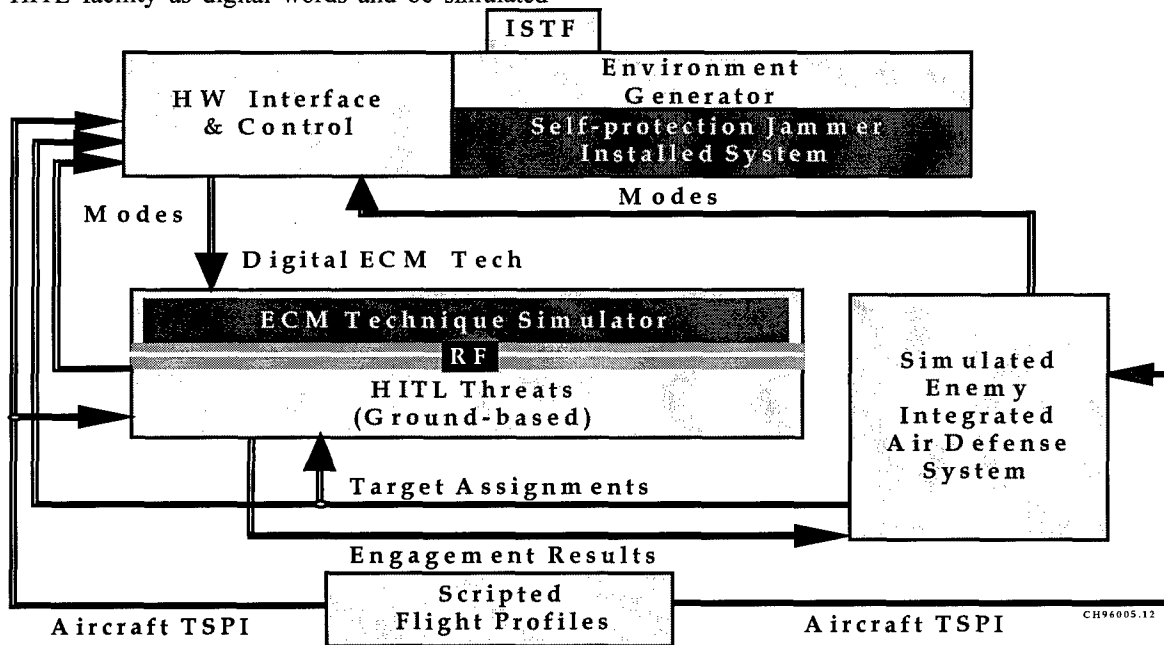 HITL facility as digital words and be simulated
ISTF
HW Interface
& Control
Environment
Generator
Self-protection Jammer
Installed System
Modes
Modes
Digital ECM Tech
ECM Technique Simulator
RF
HITL Threats
(Ground-based)
Simulated
Enemy
Integrated
Air Defense
System
Target Assignments
Engagement Results
Scripted
Flight Profiles
Aircraft TSPI
Aircraft TSPI
CH96005.12